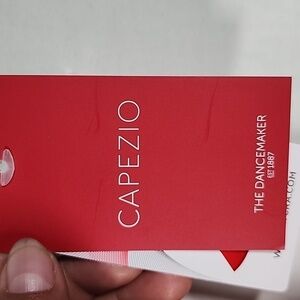 CAPEZIO
THE DANCEMAKER
EST 1887